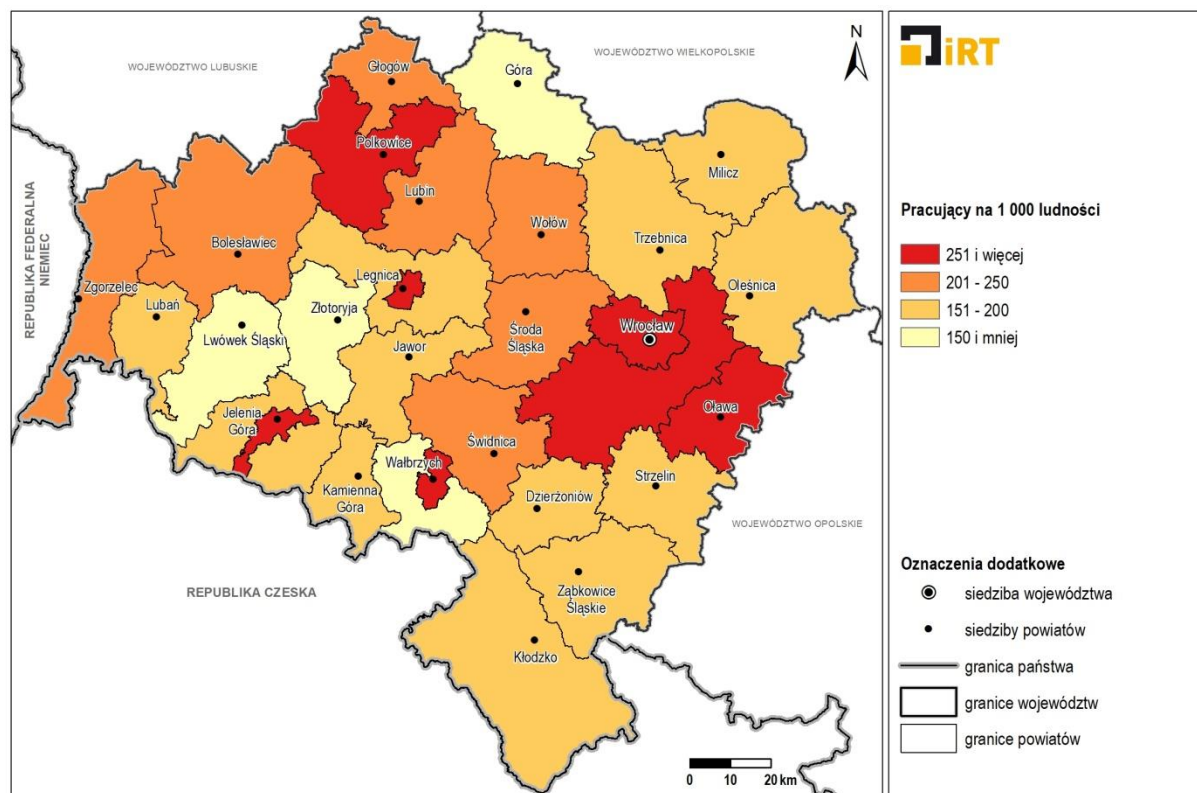 WOJEWÓDZTWO LUBUSKIE
WOJEWÓDZTWO WIELKOPOLSKIE
N
iRT
Głogów
Góra
Polkowice
Milicz
Lubin
Wołów
Trzebnica
Bolesławiec
REPUBLIKA FEDERALNA
NIEMIEC
Zgorzelec
Lubań
Legnica
Oleśnica
Złotoryja
Lwówek Śląski
Środa
Śląska
Wrocław
Jawor
Jelenia
Góra
Oława
Świdnica
Wałbrzych
Kamienna
Góra
Strzelin
Dzierżoniów
WOJEWÓDZTWO OPOLSKIE
REPUBLIKA CZESKA
Ząbkowice
Śląskie
Kłodzko
0 10 20 km
Pracujący na 1 000 ludności
251 i więcej
201 - 250
151 - 200
150 i mniej
Oznaczenia dodatkowe
siedziba województwa
siedziby powiatów
granica państwa
granice województw
granice powiatów